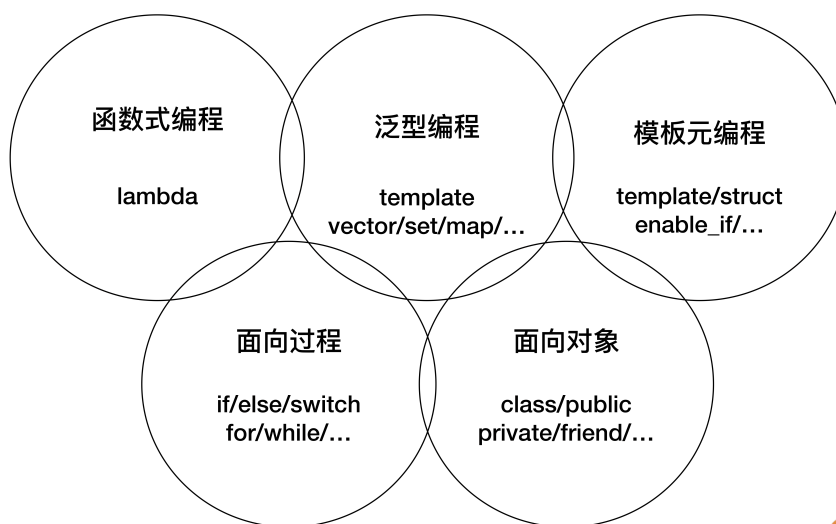 函数式编程
lambda
泛型编程
template
vector/set/map/…
模板元编程
template/struct
enable_if/…
面向过程
if/else/switch
for/while/…
面向对象
class/public
private/friend/…